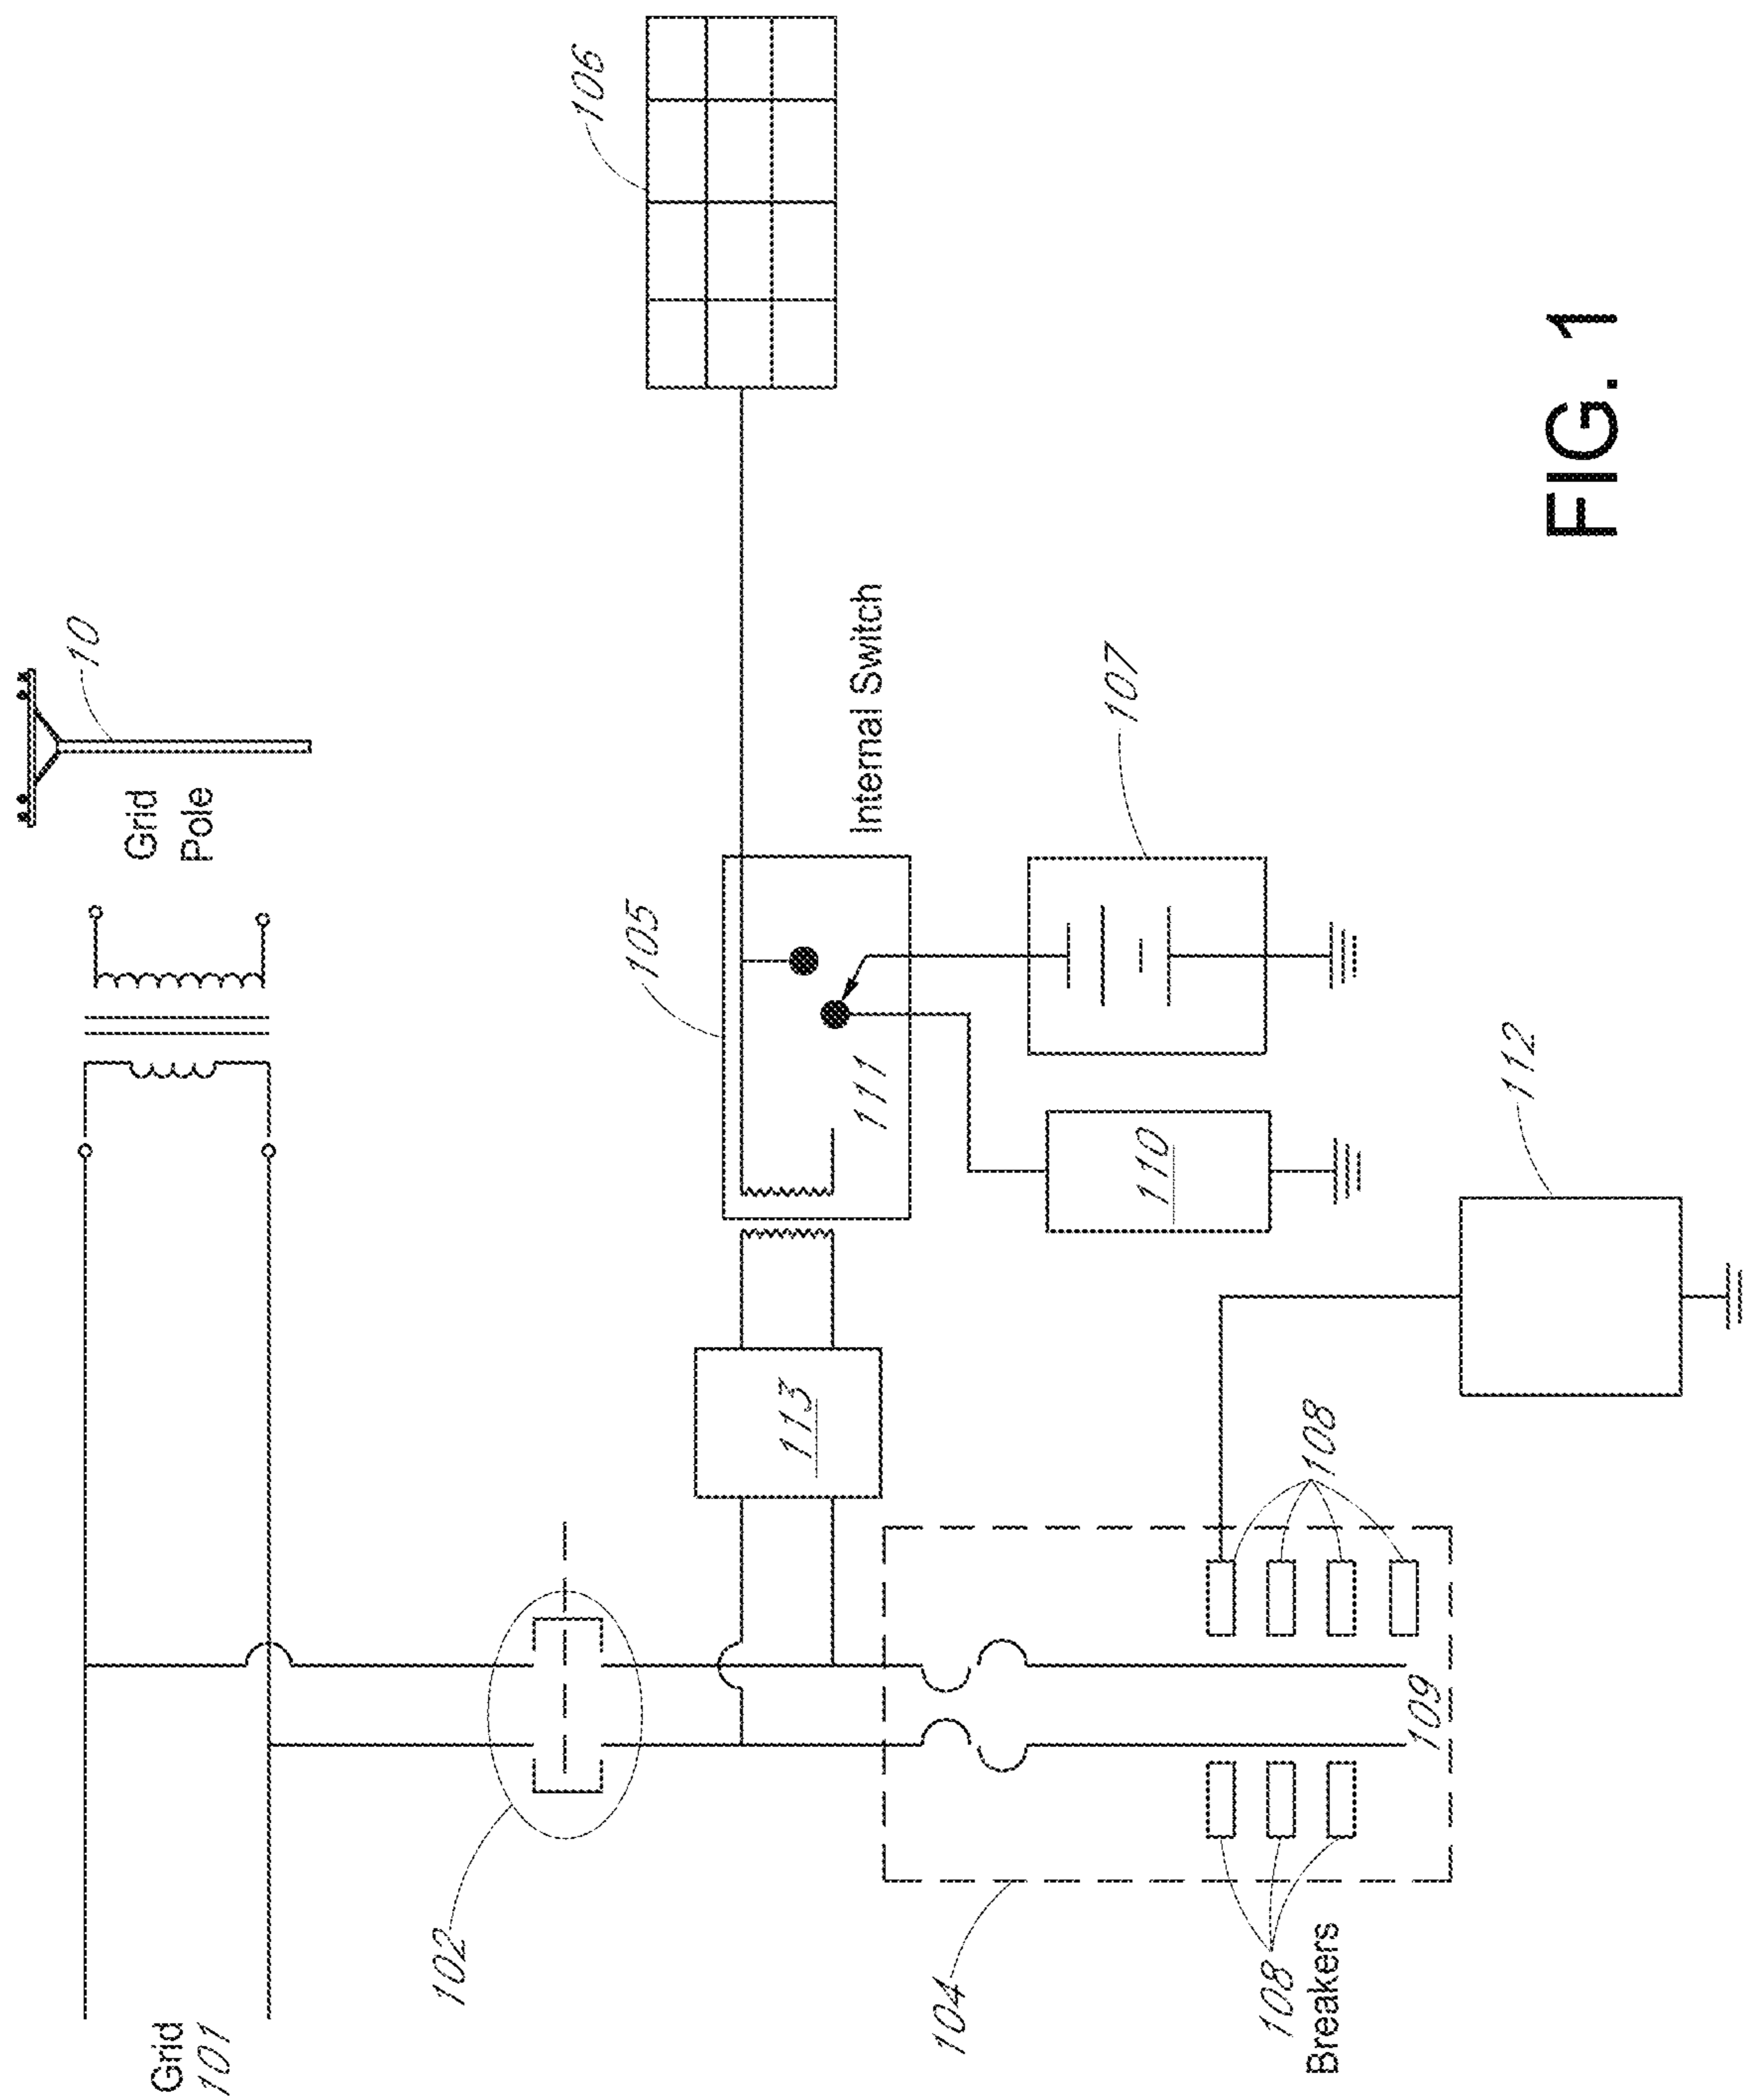 10
Grid
Pole
Grid
101
102
106
105
Internal Switch
111
107
110
113
112
104
108
108
Breakers
109
FIG. 1